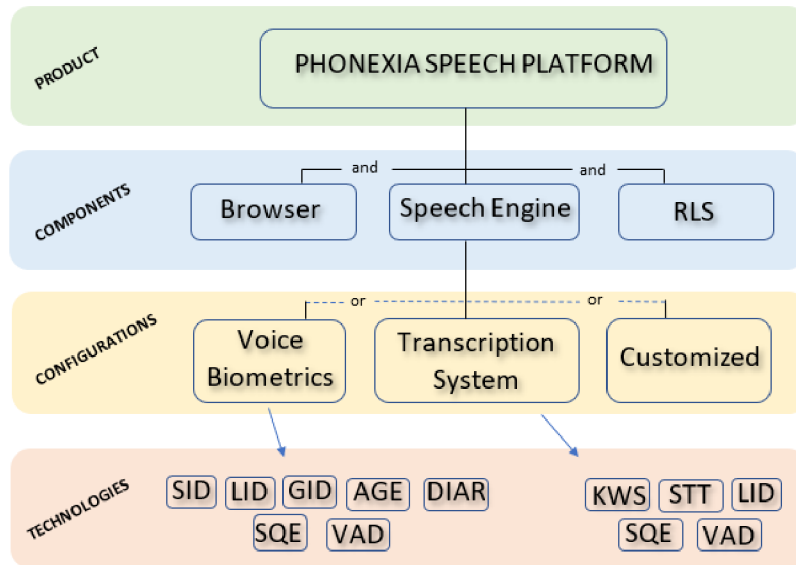 PRODUCT
PHONEXIA SPEECH PLATFORM
COMPONENTS
and
and
Browser
Speech Engine
RLS
CONFIGURATIONS
or
or
Voice
Biometrics
Transcription
System
Customized
TECHNOLOGIES
SID LID GID AGE DIAR
SQE VAD
KWS STT LID
SQE VAD